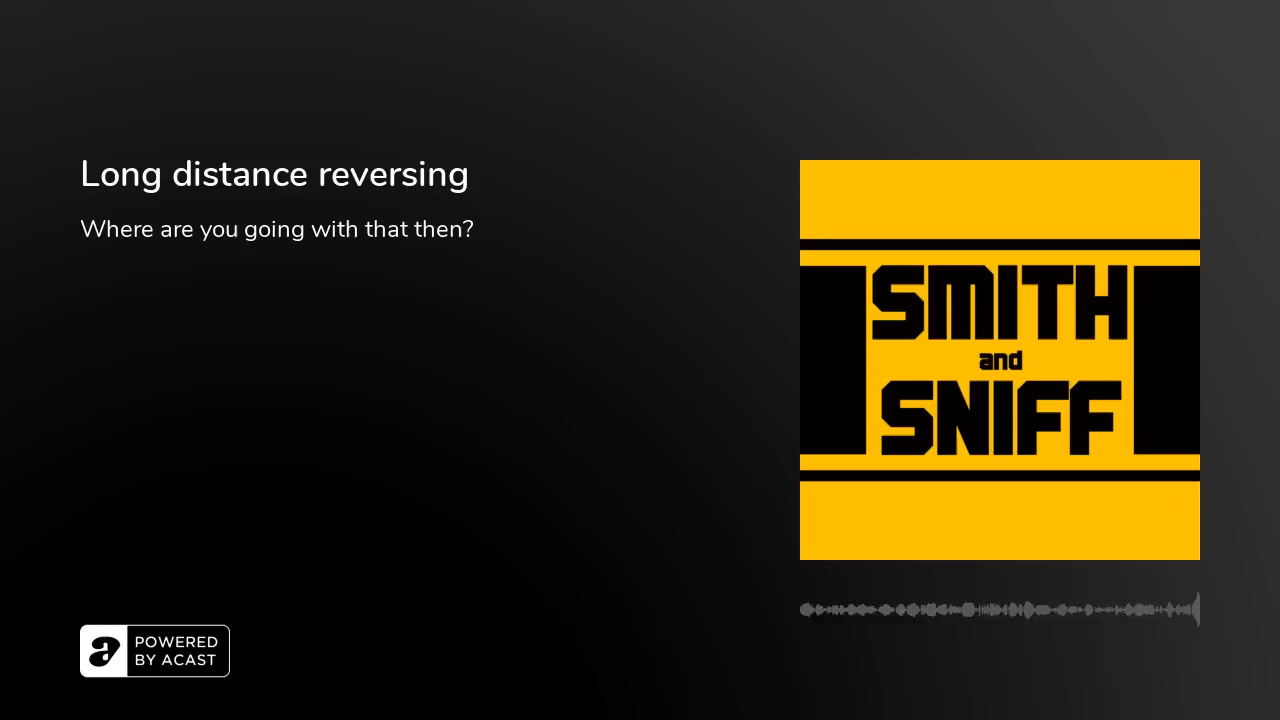 Long distance reversing
Where are you going with that then?
SMITH
and
SNIFF
a
POWERED
BY ACAST